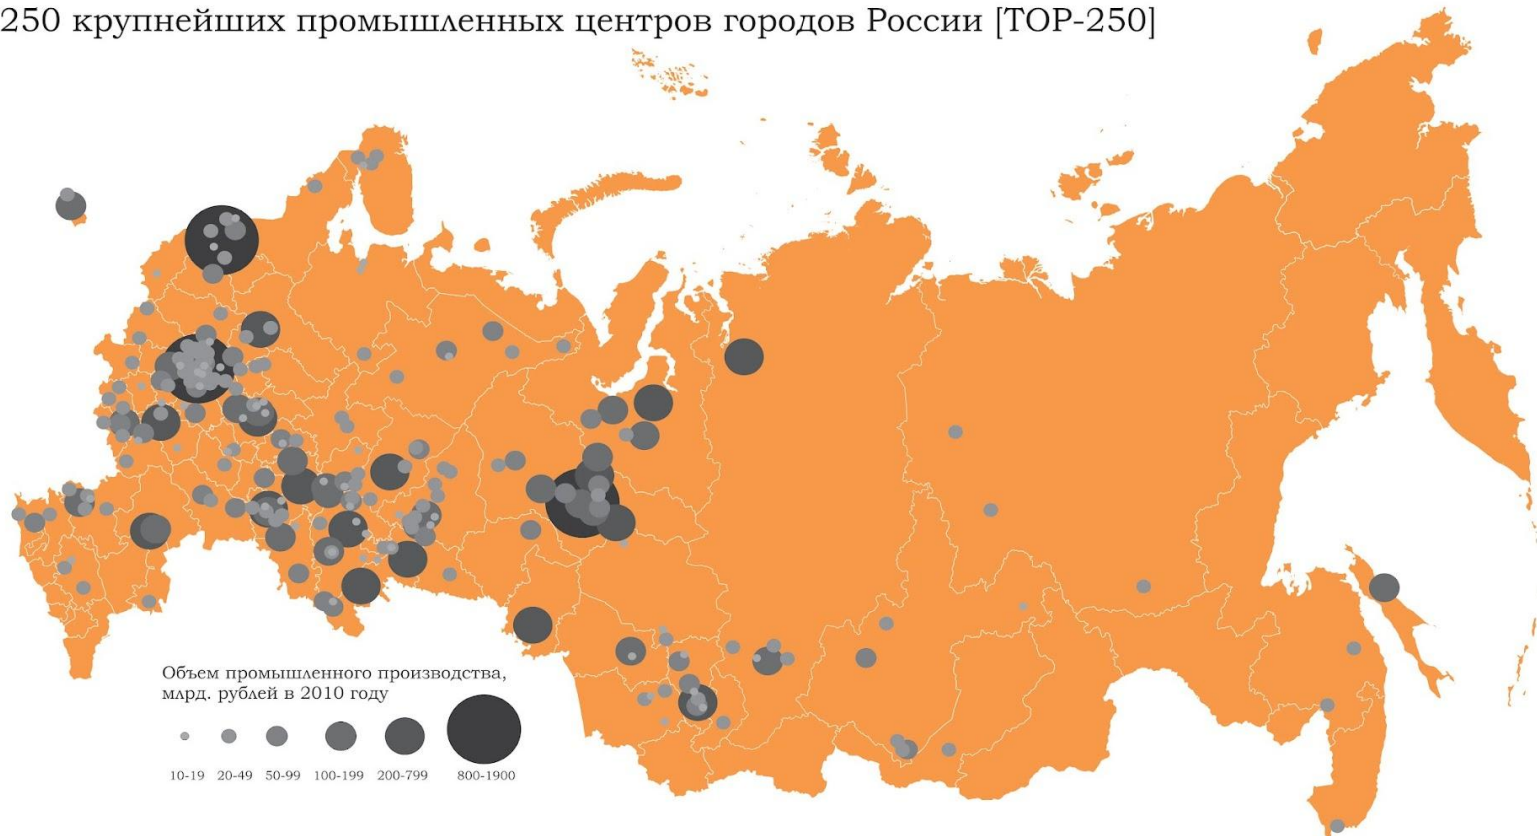 250 крупнейших промышленных центров городов России [TOP-250]
Объем промышленного производства,
млрд. рублей в 2010 году
10-19 20-49 50-99 100-199 200-799 800-1900